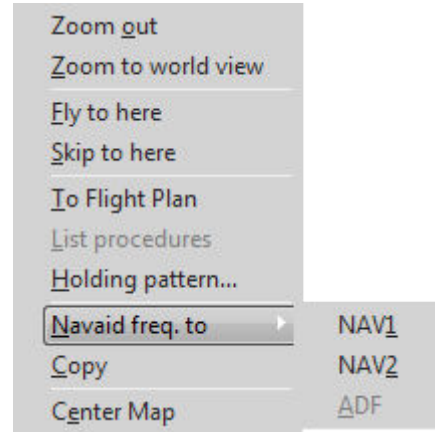 Zoom out
Zoom to world view
Fly to here
Skip to here
To Flight Plan
List procedures
Holding pattern...
Navaid freq. to
NAV1
Copy
NAV2
Center Map
ADF